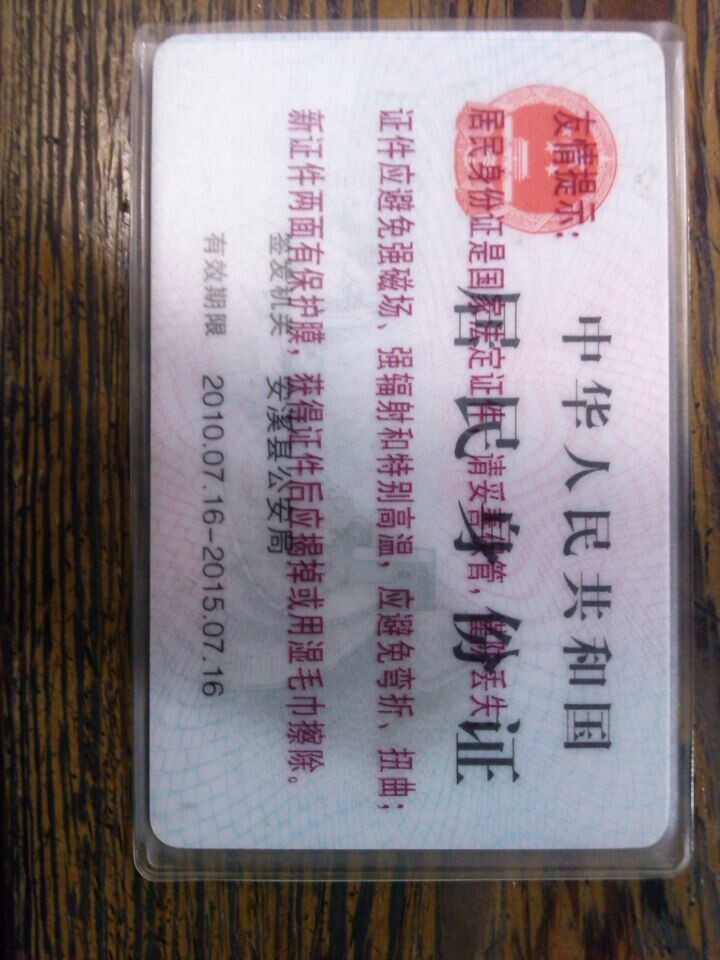 中华人民共和国
居民身份证
签发机关 安溪县公安局
有效期限 2010.07.16-2015.07.16
友情提示：
居民身份证是国家法定证件，请妥善保管，谨防丢失
证件应避免强磁场、强辐射和特别高温，应避免弯折、扭曲；
新证件两面有保护膜，获得证件后应揭掉或用湿毛巾擦除。